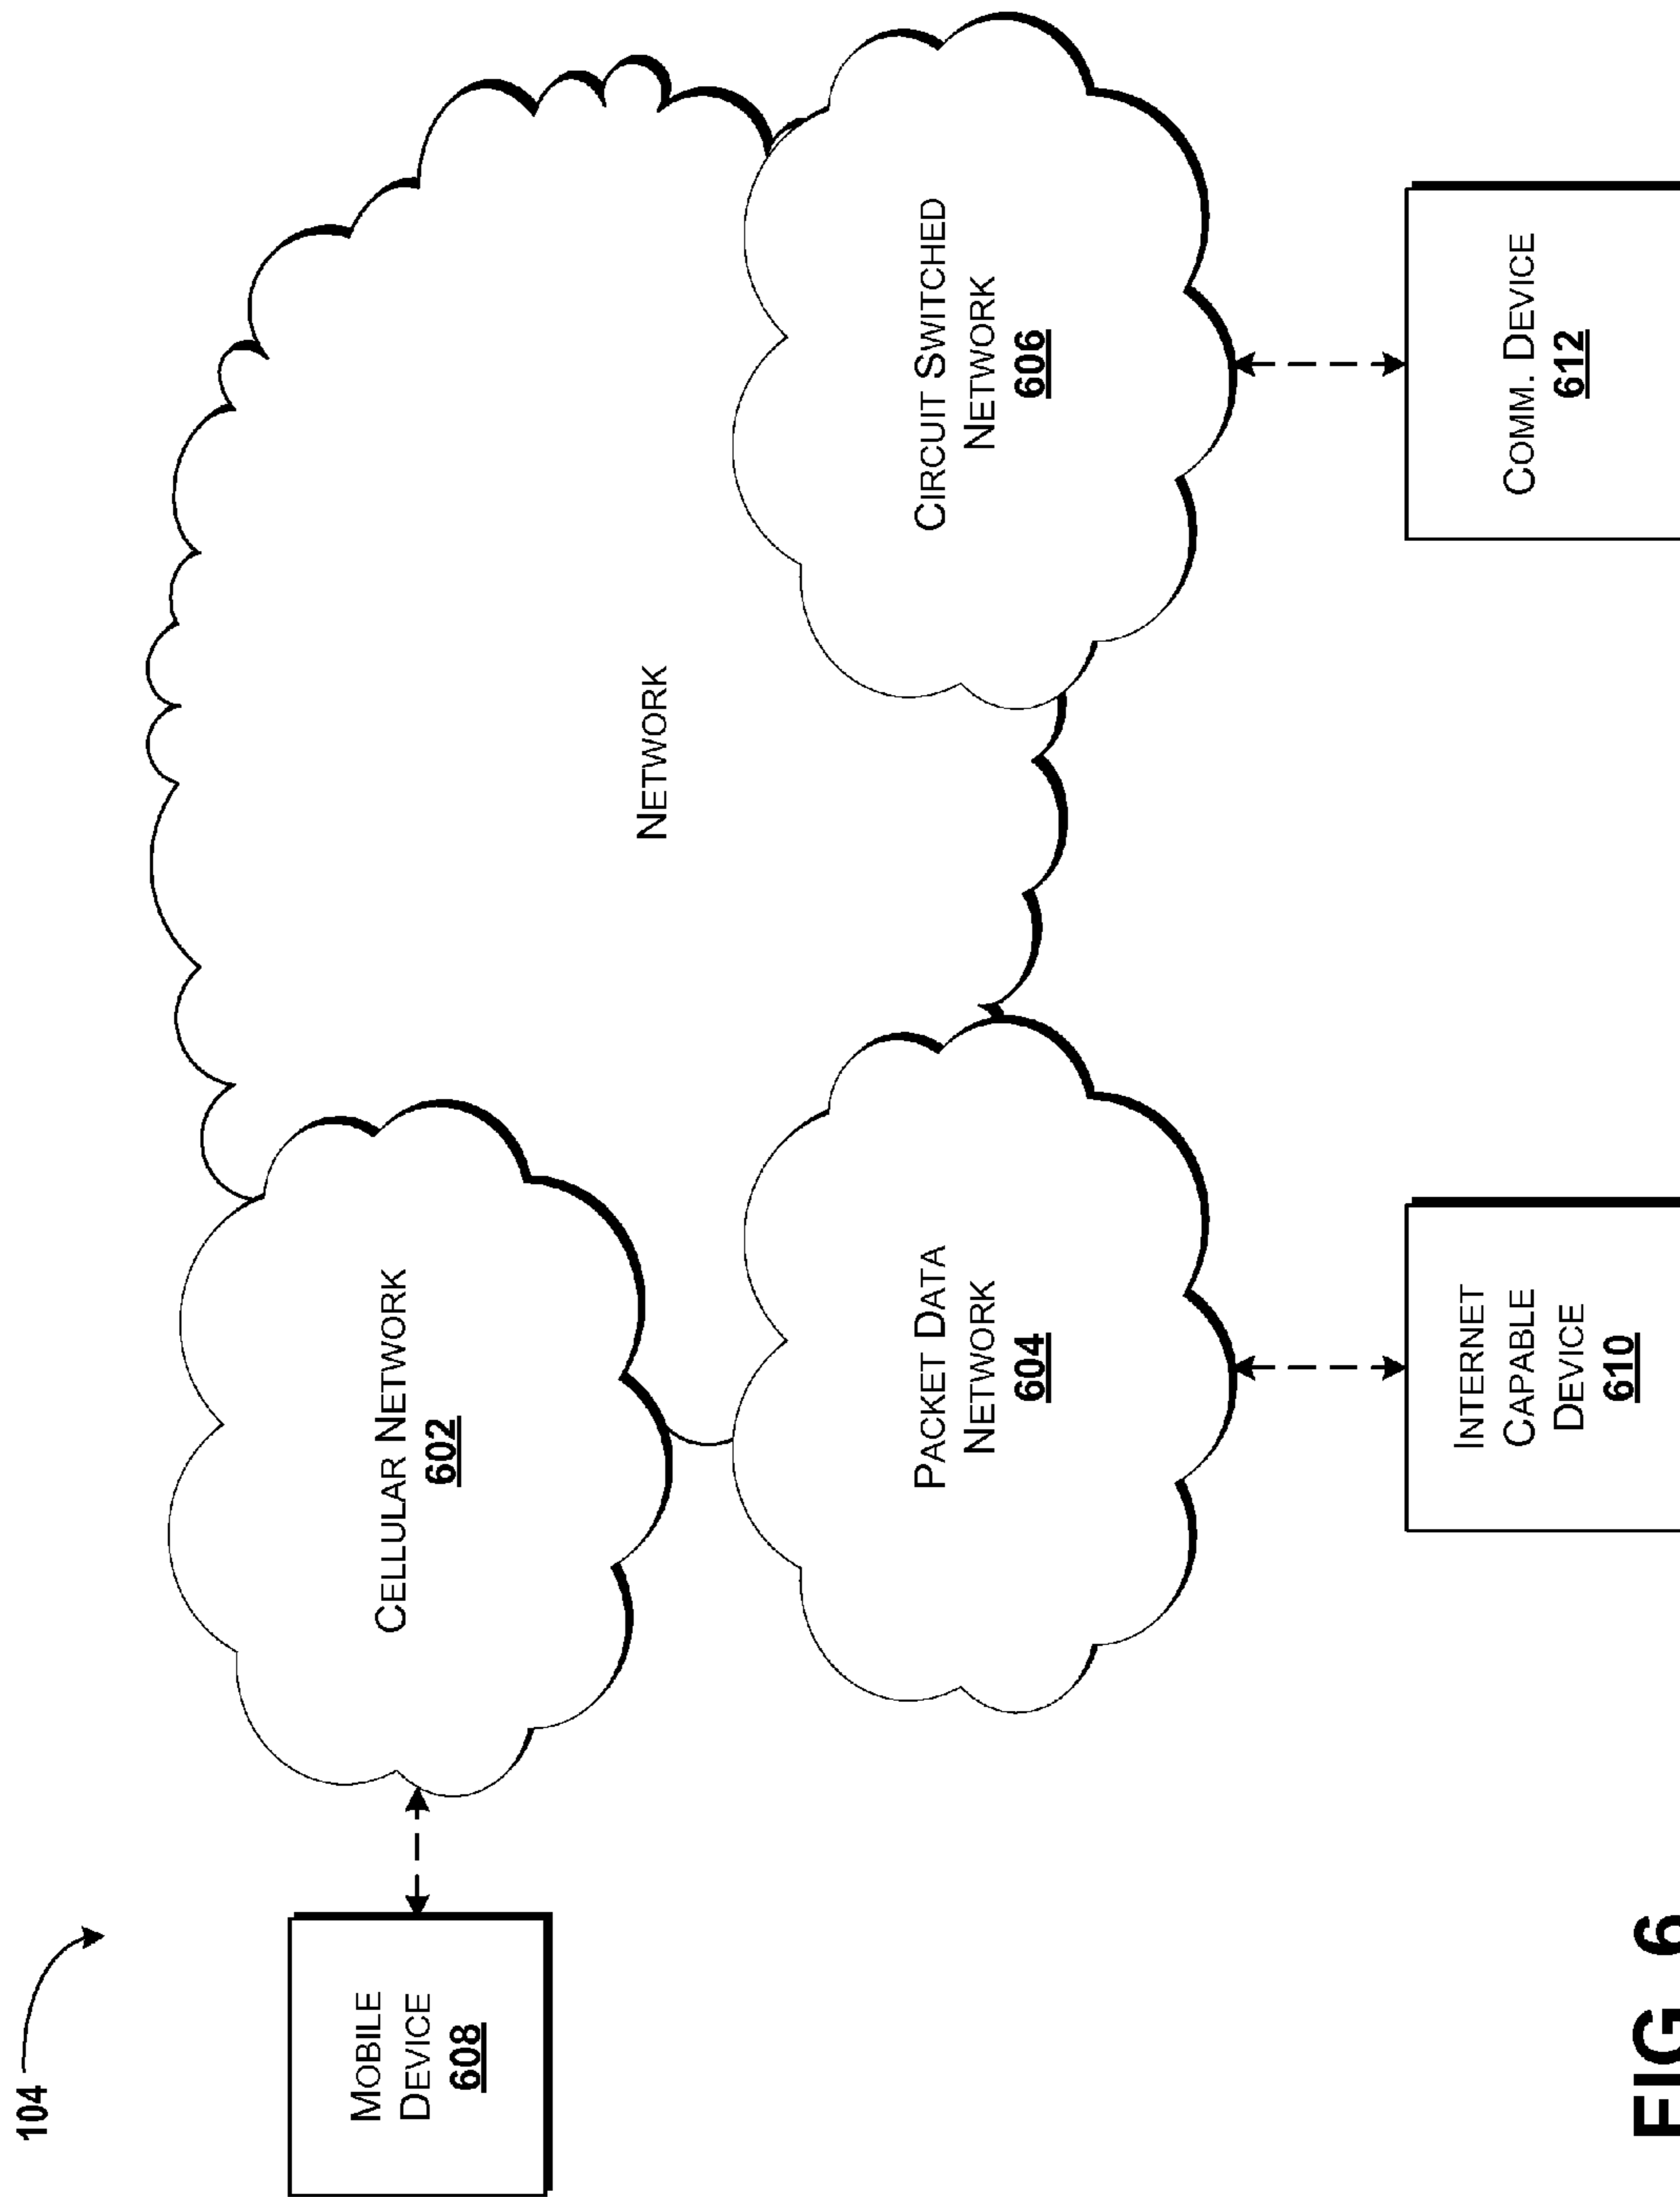 104
MOBILE
DEVICE
608
CELLULAR NETWORK
602
NETWORK
PACKET DATA
NETWORK
604
CIRCUIT SWITCHED
NETWORK
606
INTERNET
CAPABLE
DEVICE
610
COMM. DEVICE
612
FIG. 6